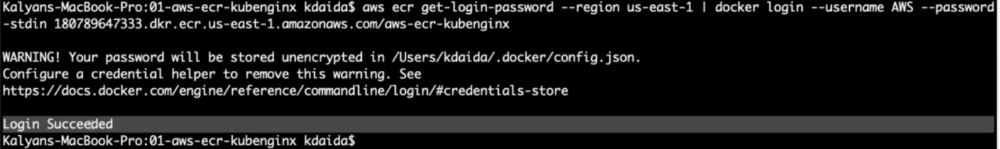 Kalyans-MacBook-Pro:01-aws-ecr-kubenginx kdaida$ aws ecr get-login-password --region us-east-1 | docker login --username AWS --password
-stdin 180789647333.dkr.ecr.us-east-1.amazonaws.com/aws-ecr-kubenginx
WARNING! Your password will be stored unencrypted in /Users/kdaida/.docker/config.json.
Configure a credential helper to remove this warning. See
https://docs.docker.com/engine/reference/commandline/login/#credentials-store
Login Succeeded
Kalyans-MacBook-Pro:01-aws-ecr-kubenginx kdaida$